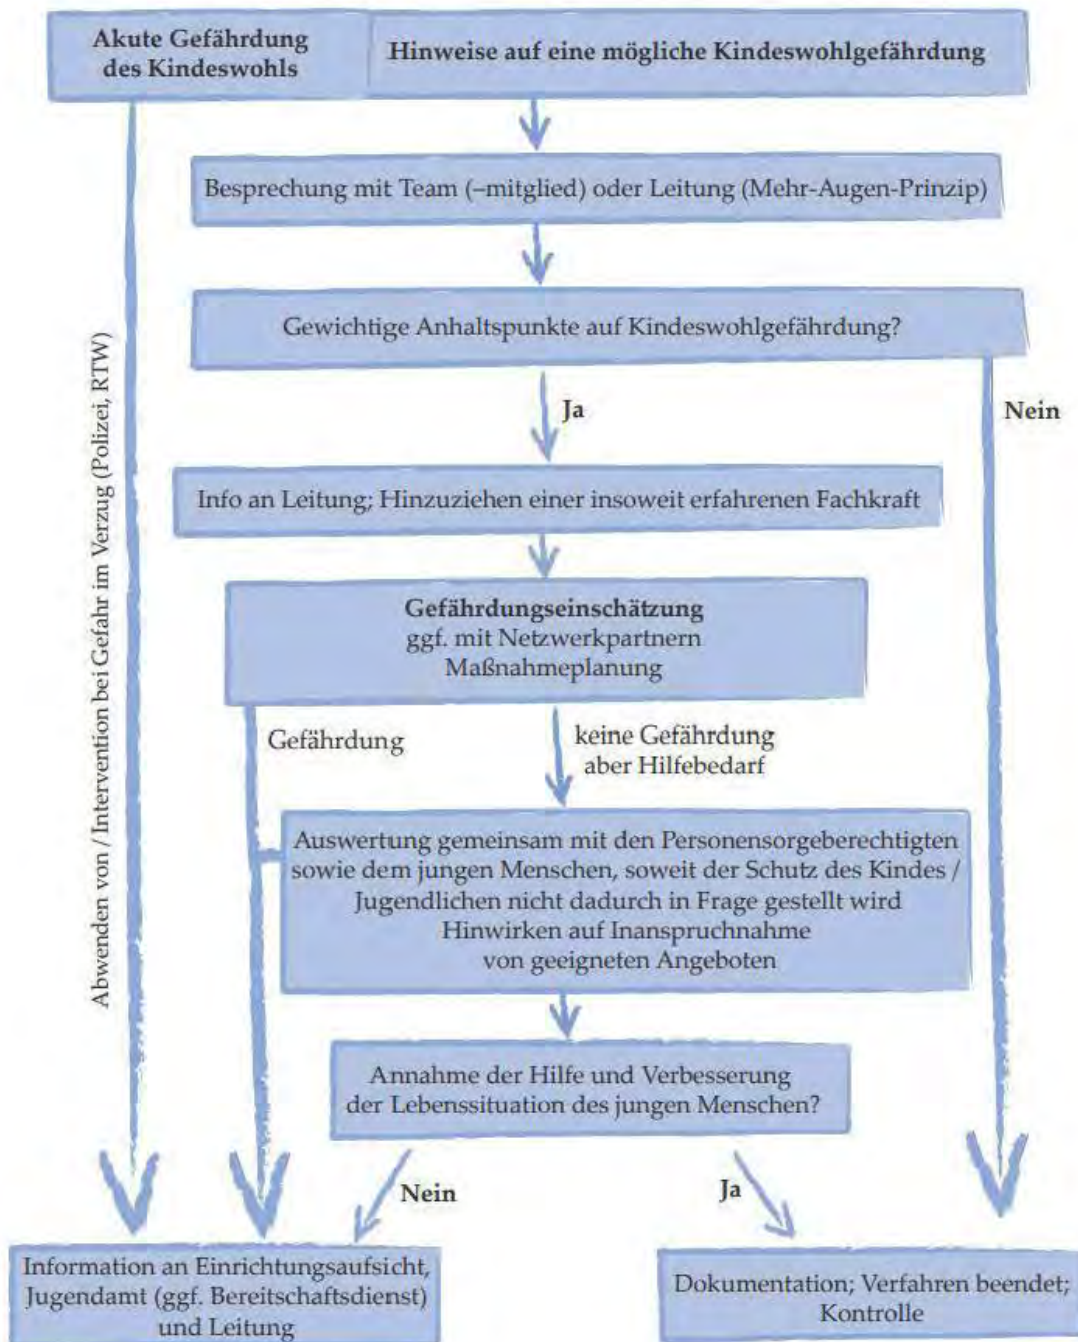 Akute Gefährdung
des Kindeswohls
Hinweise auf eine mögliche Kindeswohlgefährdung
Besprechung mit Team (–mitglied) oder Leitung (Mehr-Augen-Prinzip)
Gewichtige Anhaltspunkte auf Kindeswohlgefährdung?
Abwenden von / Intervention bei Gefahr im Verzug (Polizei, RTW)
Ja
Nein
Info an Leitung; Hinzuziehen einer insoweit erfahrenen Fachkraft
Gefährdungseinschätzung
ggf. mit Netzwerkpartnern
Maßnahmeplanung
Gefährdung
keine Gefährdung
aber Hilfebedarf
Auswertung gemeinsam mit den Personensorgeberechtigten
sowie dem jungen Menschen, soweit der Schutz des Kindes /
Jugendlichen nicht dadurch in Frage gestellt wird
Hinwirken auf Inanspruchnahme
von geeigneten Angeboten
Annahme der Hilfe und Verbesserung
der Lebenssituation des jungen Menschen?
Nein
Ja
Information an Einrichtungsaufsicht,
Jugendamt (ggf. Bereitschaftsdienst)
und Leitung
Dokumentation; Verfahren beendet;
Kontrolle